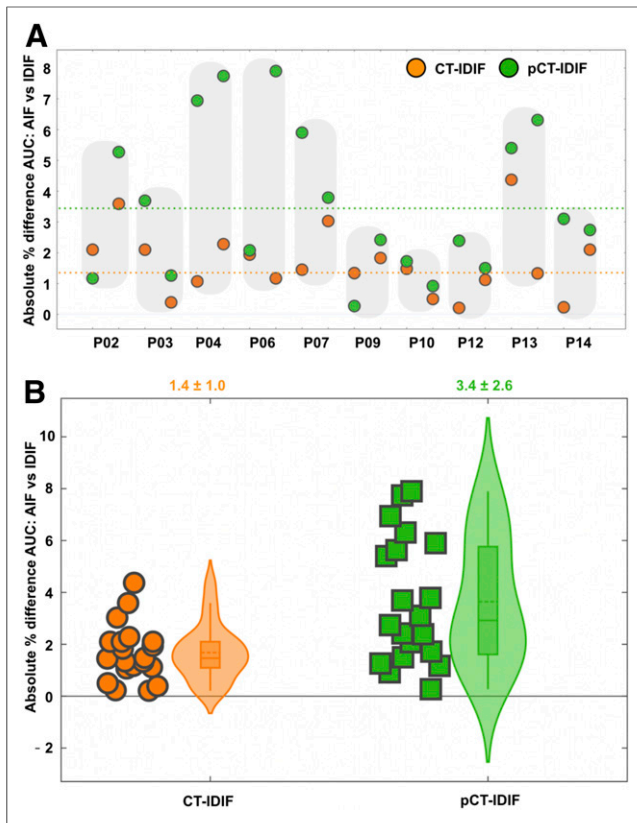 A
CT-IDIF pCT-IDIF
Absolute % difference AUC: AIF vs IDIF
8
7
6
5
4
3
2
1
0
P02 P03 P04 P06 P07 P09 P10 P12 P13 P14
B
1.4 ± 1.0 3.4 ± 2.6
Absolute % difference AUC: AIF vs IDIF
10
8
6
4
2
0
- 2
CT-IDIF pCT-IDIF